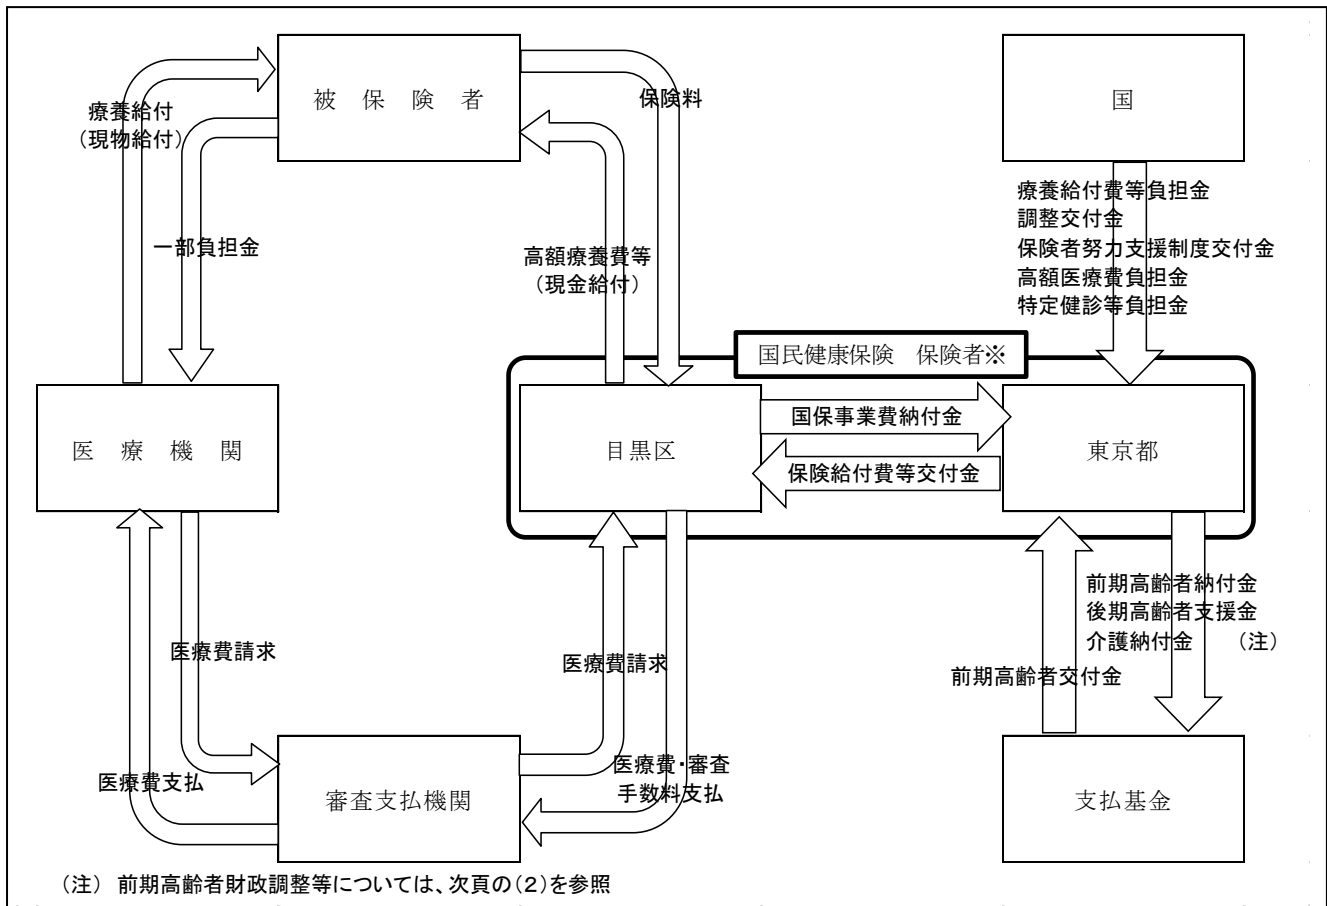 被　保　険　者
国
療養給付
（現物給付）
保険料
一部負担金
高額療養費等
（現金給付）
療養給付費等負担金
調整交付金
保険者努力支援制度交付金
高額医療費負担金
特定健診等負担金
国民健康保険　保険者※
医　療　機　関
目黒区
国保事業費納付金
保険給付費等交付金
東京都
医療費請求
医療費請求
前期高齢者納付金
後期高齢者支援金
介護納付金　　（注）
前期高齢者交付金
医療費支払
審査支払機関
医療費・審査
手数料支払
支払基金
（注）　前期高齢者財政調整等については、次頁の（２）を参照